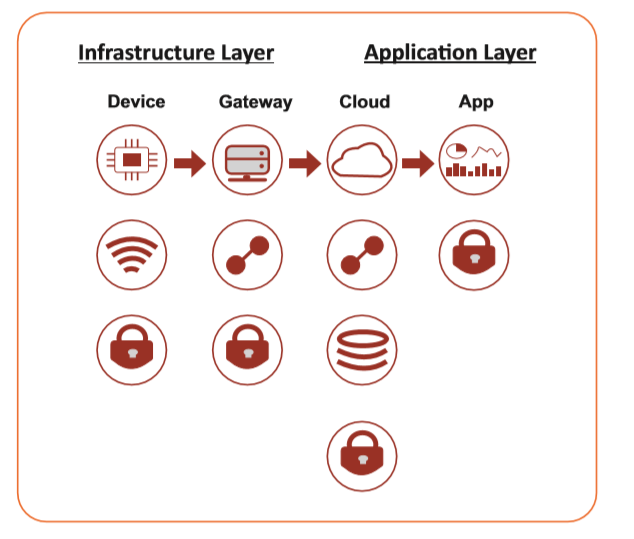 Infrastructure Layer
Application Layer
Device
Gateway
Cloud
App